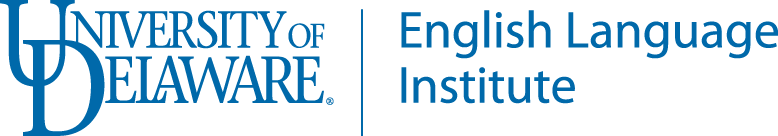 UNIVERSITY OF
DELAWARE®
English Language
Institute